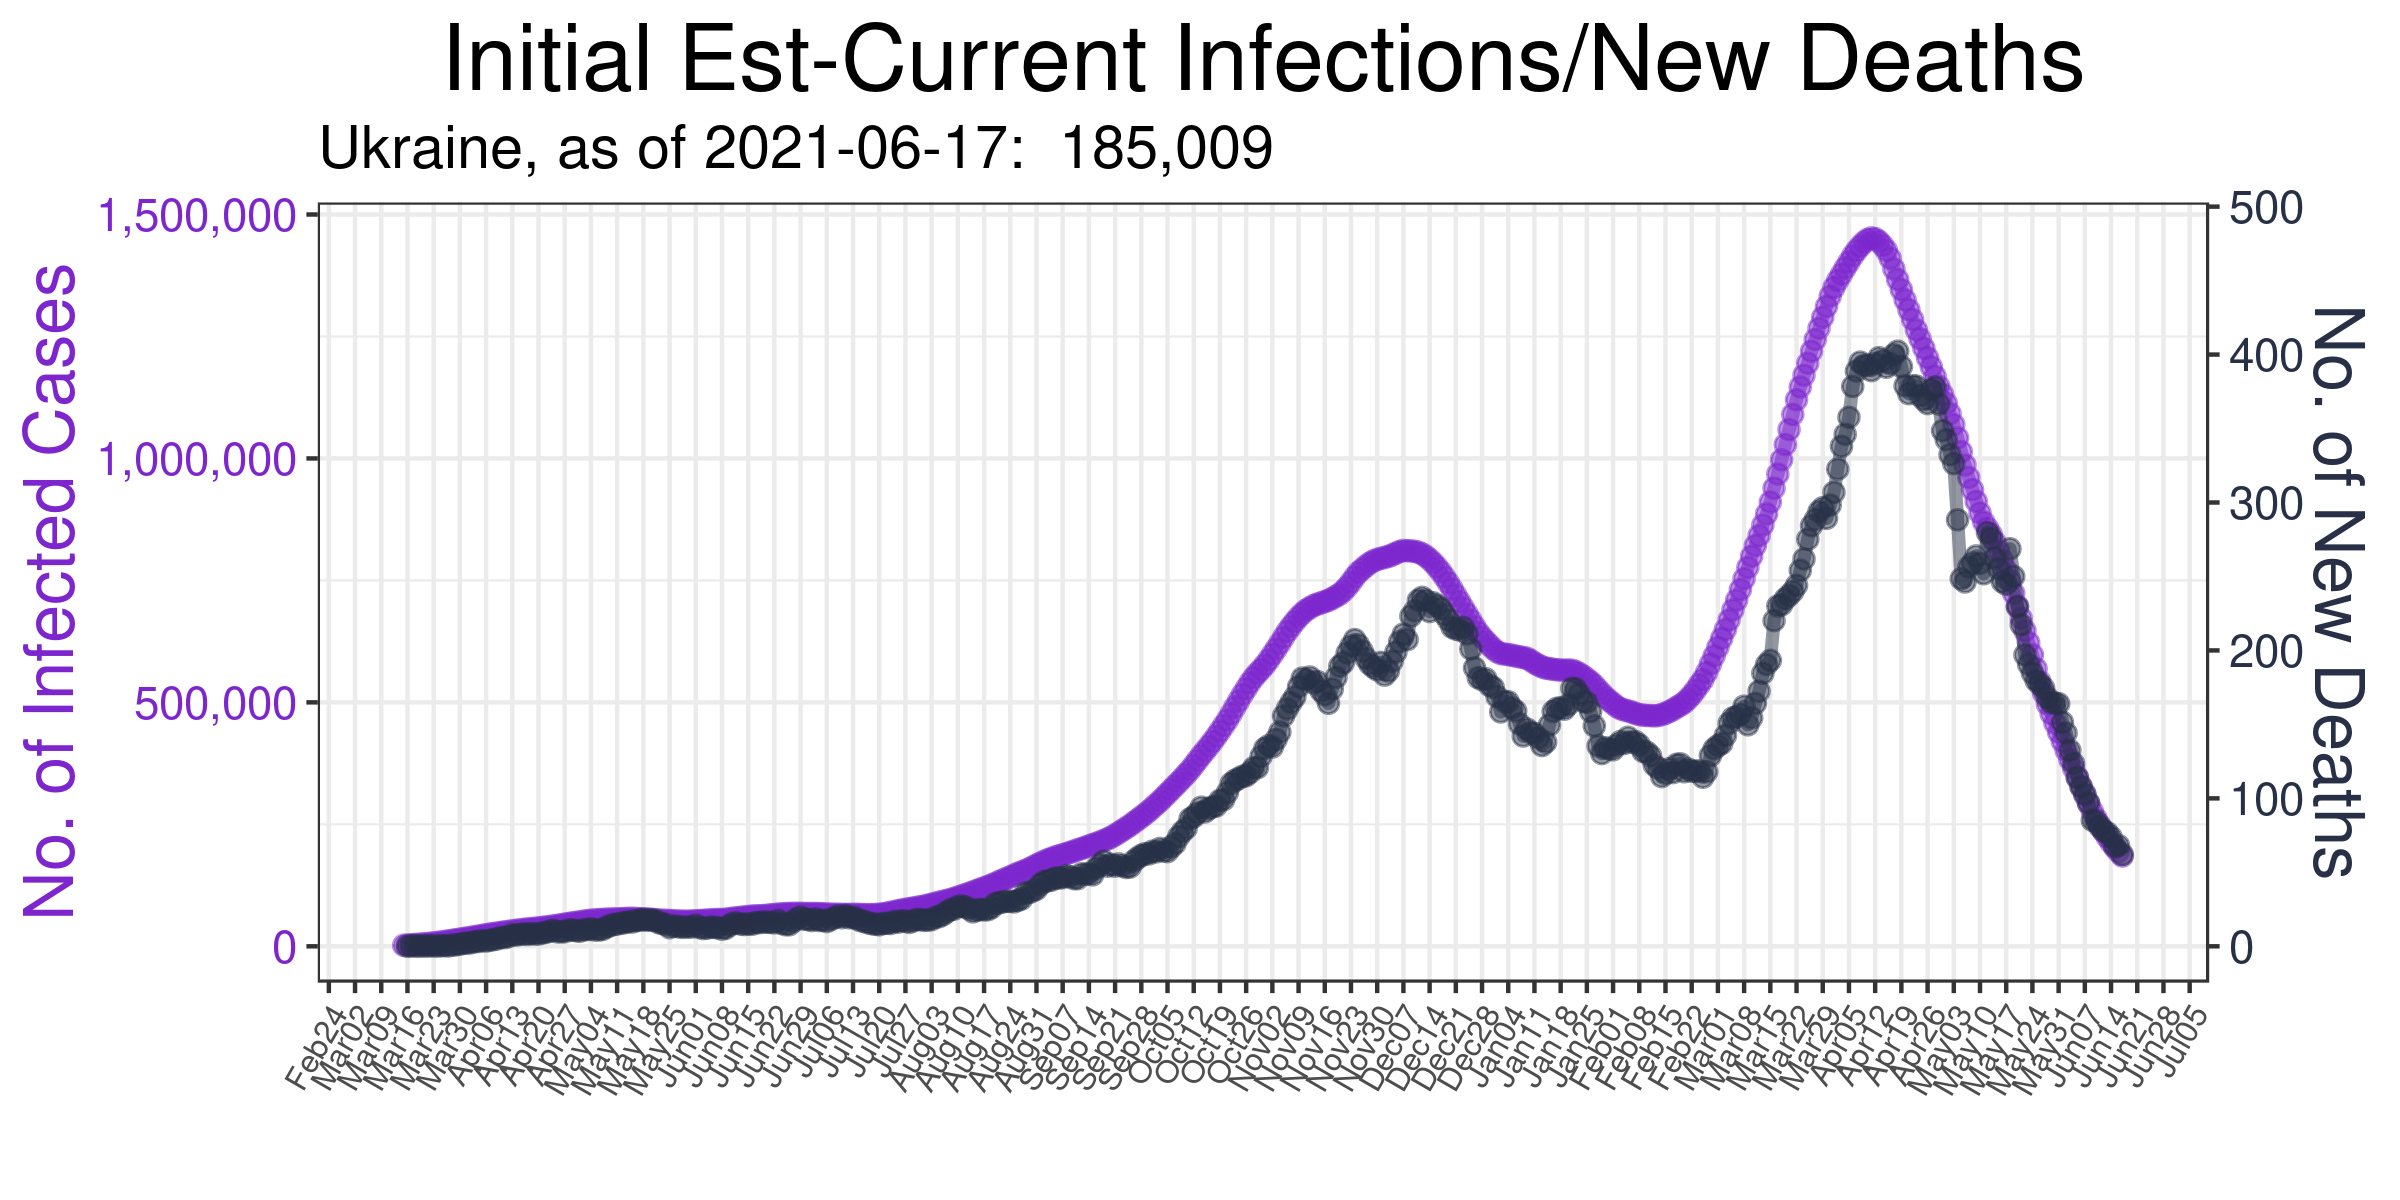 Initial Est-Current Infections/New Deaths
Ukraine, as of 2021-06-17:  185,009
No. of Infected Cases
1,500,000
1,000,000
500,000
0
500
400
300
200
100
0
No. of New Deaths
Feb24
Mar02
Mar09
Mar16
Mar23
Mar30
Apr06
Apr13
Apr20
Apr27
May04
May11
May18
May25
Jun01
Jun08
Jun15
Jun22
Jun29
Jul06
Jul13
Jul20
Jul27
Aug03
Aug10
Aug17
Aug24
Aug31
Sep07
Sep14
Sep21
Sep28
Oct05
Oct12
Oct19
Oct26
Nov02
Nov09
Nov16
Nov23
Nov30
Dec07
Dec14
Dec21
Dec28
Jan04
Jan11
Jan18
Jan25
Feb01
Feb08
Feb15
Feb22
Mar01
Mar08
Mar15
Mar22
Mar29
Apr05
Apr12
Apr19
Apr26
May03
May10
May17
May24
May31
Jun07
Jun14
Jun21
Jun28
Jul05